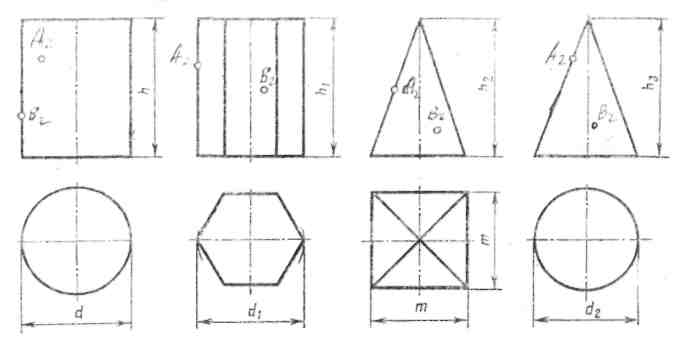 A₂ B₂ h
A₂ B₂ h₁
A₂ B₂ h₂
A₂ B₂ h₃
d d₁ m m d₂